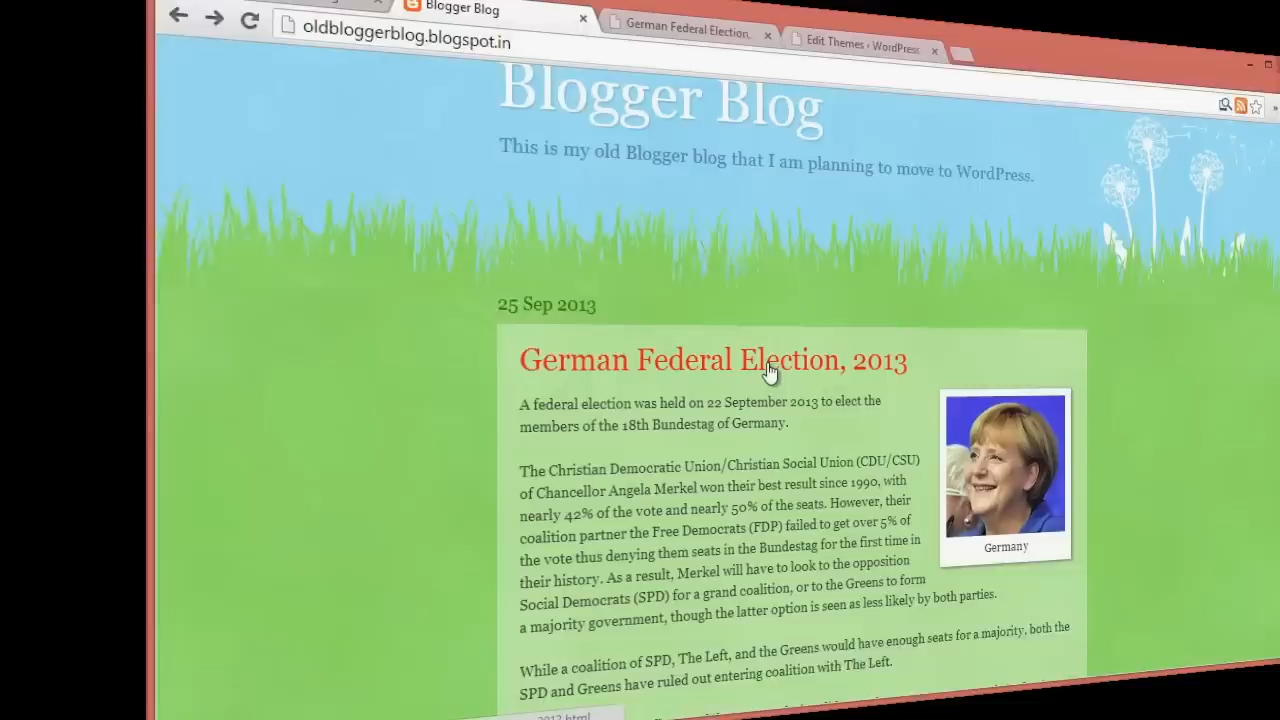 Blogger Blog
German Federal Election,
Edit Themes ‹ WordPress
oldbloggerblog.blogspot.in
Blogger Blog
This is my old Blogger blog that I am planning to move to WordPress.
25 Sep 2013
German Federal Election, 2013
A federal election was held on 22 September 2013 to elect the
members of the 18th Bundestag of Germany.
The Christian Democratic Union/Christian Social Union (CDU/CSU)
of Chancellor Angela Merkel won their best result since 1990, with
nearly 42% of the vote and nearly 50% of the seats. However, their
coalition partner the Free Democrats (FDP) failed to get over 5% of
the vote thus denying them seats in the Bundestag for the first time in
their history. As a result, Merkel will have to look to the opposition
Social Democrats (SPD) for a grand coalition, or to the Greens to form
a majority government, though the latter option is seen as less likely by both parties.
Germany
While a coalition of SPD, The Left, and the Greens would have enough seats for a majority, both the
SPD and Greens have ruled out entering coalition with The Left.
2013.html